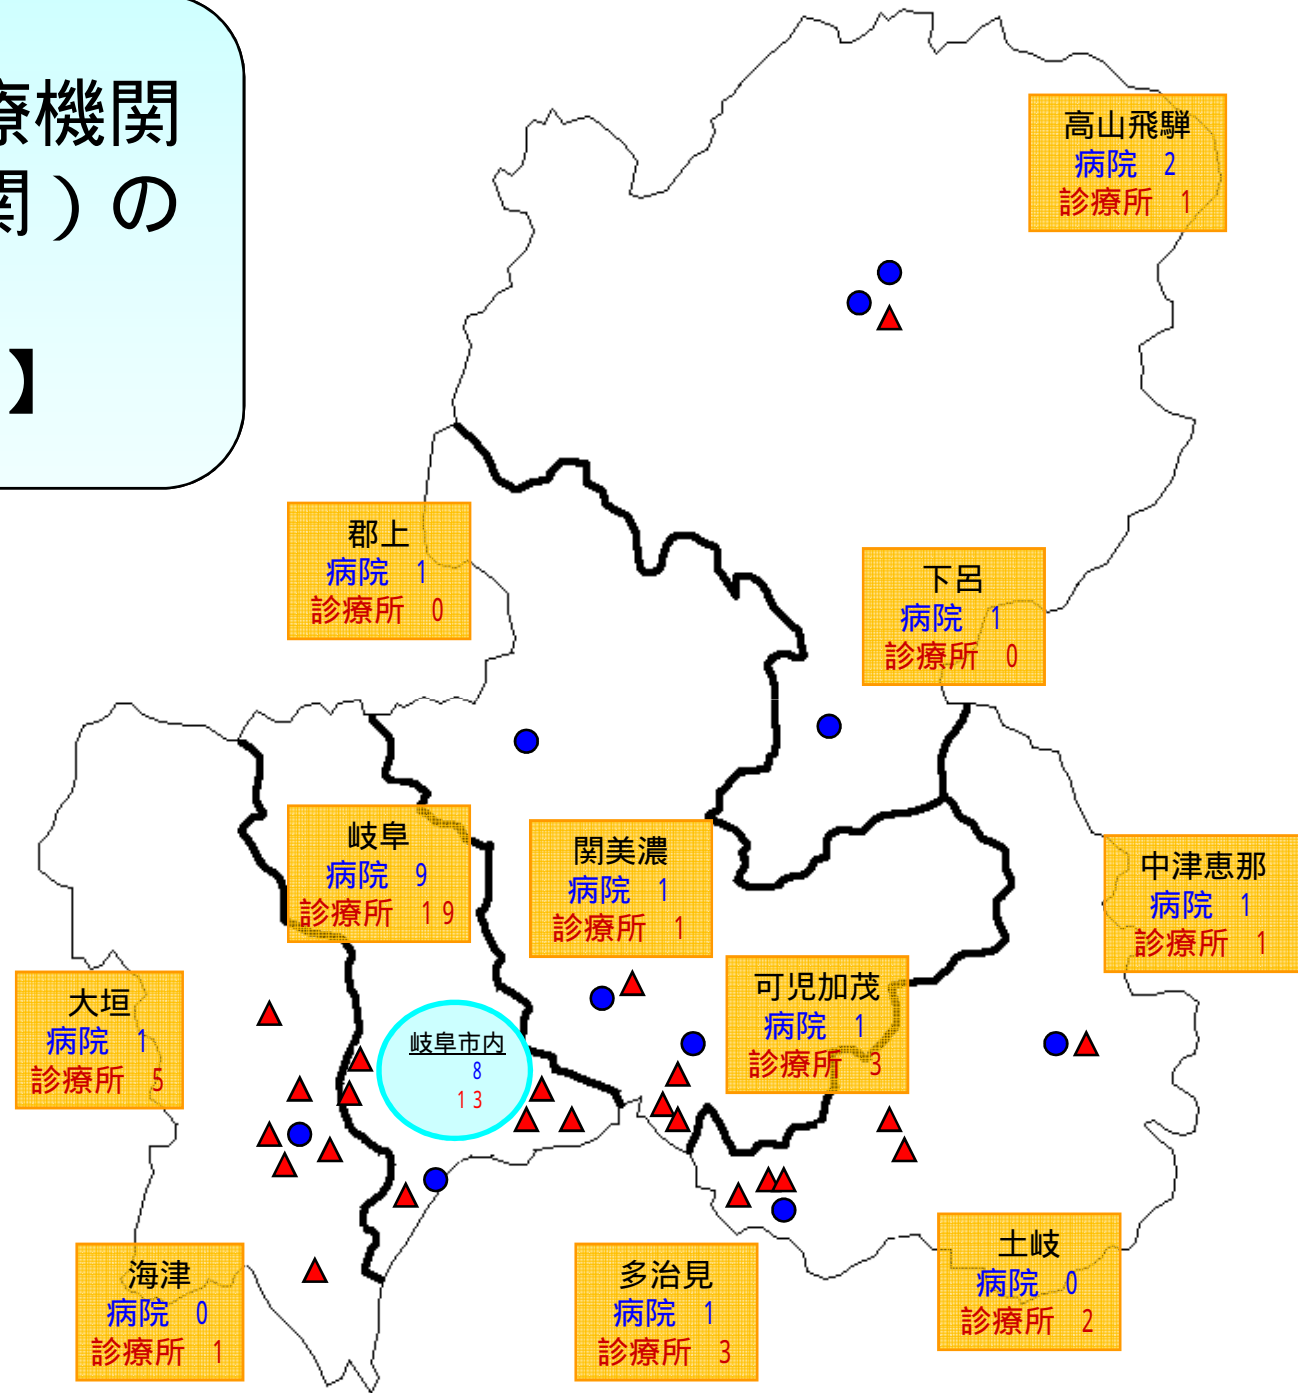 療機関
関）の
】
高山飛騨
病院 2
診療所 1
郡上
病院 1
診療所 0
下呂
病院 1
診療所 0
岐阜
病院 9
診療所 19
関美濃
病院 1
診療所 1
中津恵那
病院 1
診療所 1
大垣
病院 1
診療所 5
岐阜市内
8
13
可児加茂
病院 1
診療所 3
海津
病院 0
診療所 1
多治見
病院 1
診療所 3
土岐
病院 0
診療所 2